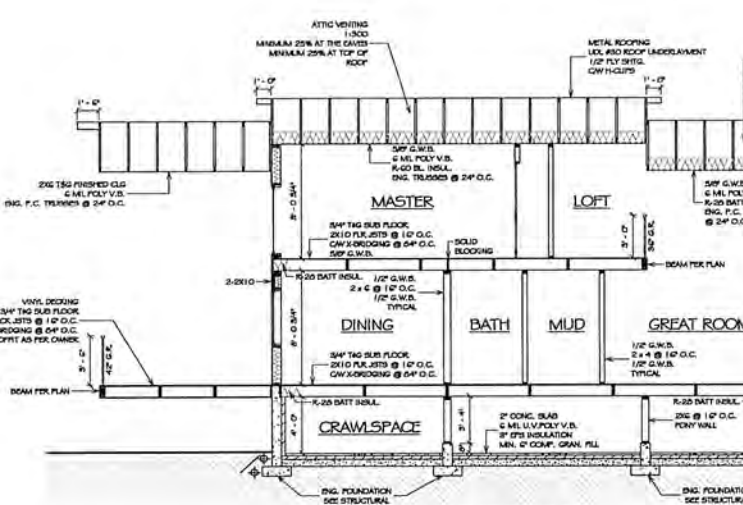 ATTIC VENTING
1:300
MINIMUM 25% AT THE EAVES
MINIMUM 25% AT TOP OF
ROOF
METAL ROOFING
UDL #30 ROOF UNDERLAYMENT
1/2" PLY SHTG.
C/W H-CLIPS
1' - 0"
1' - 0"
1' - 6"
5/8" G.W.B.
6 MIL POLY V.B.
R-60 BL. INSUL.
ENG. TRUSSES @ 24" O.C.
2X6 T&G FINISHED CLG
6 MIL POLY V.B.
ENG. P.C. TRUSSES @ 24" O.C.
5/8" G.W.B.
6 MIL POLY
R-28 BATT
ENG. P.C.
@ 24" O.C.
8' - 0 3/4"
MASTER
LOFT
3/4" T&G SUB FLOOR
2X10 FLR JSTS @ 16" O.C.
C/W X-BRIDGING @ 84" O.C.
5/8" G.W.B.
SOLID
BLOCKING
3' - 0"
36" G.R.
BEAM PER PLAN
R-28 BATT INSUL.
2-2X10
1/2" G.W.B.
2 x 6 @ 16" O.C.
1/2" G.W.B.
TYPICAL
VINYL DECKING
3/4" T&G SUB FLOOR
JSTS @ 16" O.C.
BRIDGING @ 84" O.C.
AS PER OWNER
8' - 0 3/4"
DINING
BATH
MUD
GREAT ROOM
3' - 6"
42" G.R.
3/4" T&G SUB FLOOR
2X10 FLR JSTS @ 16" O.C.
C/W X-BRIDGING @ 84" O.C.
1/2" G.W.B.
2 x 4 @ 16" O.C.
1/2" G.W.B.
TYPICAL
BEAM PER PLAN
R-28 BATT INSUL.
R-28 BATT INSUL.
4' - 0"
CRAWLSPACE
3' - 4"
8"
2" CONC. SLAB
6 MIL U.V.POLY V.B.
3" EPS INSULATION
MIN. 6" COMP. GRAN. FILL
2X6 @ 16" O.C.
PONY WALL
ENG. FOUNDATION
SEE STRUCTURAL
ENG. FOUNDATION
SEE STRUCTURAL